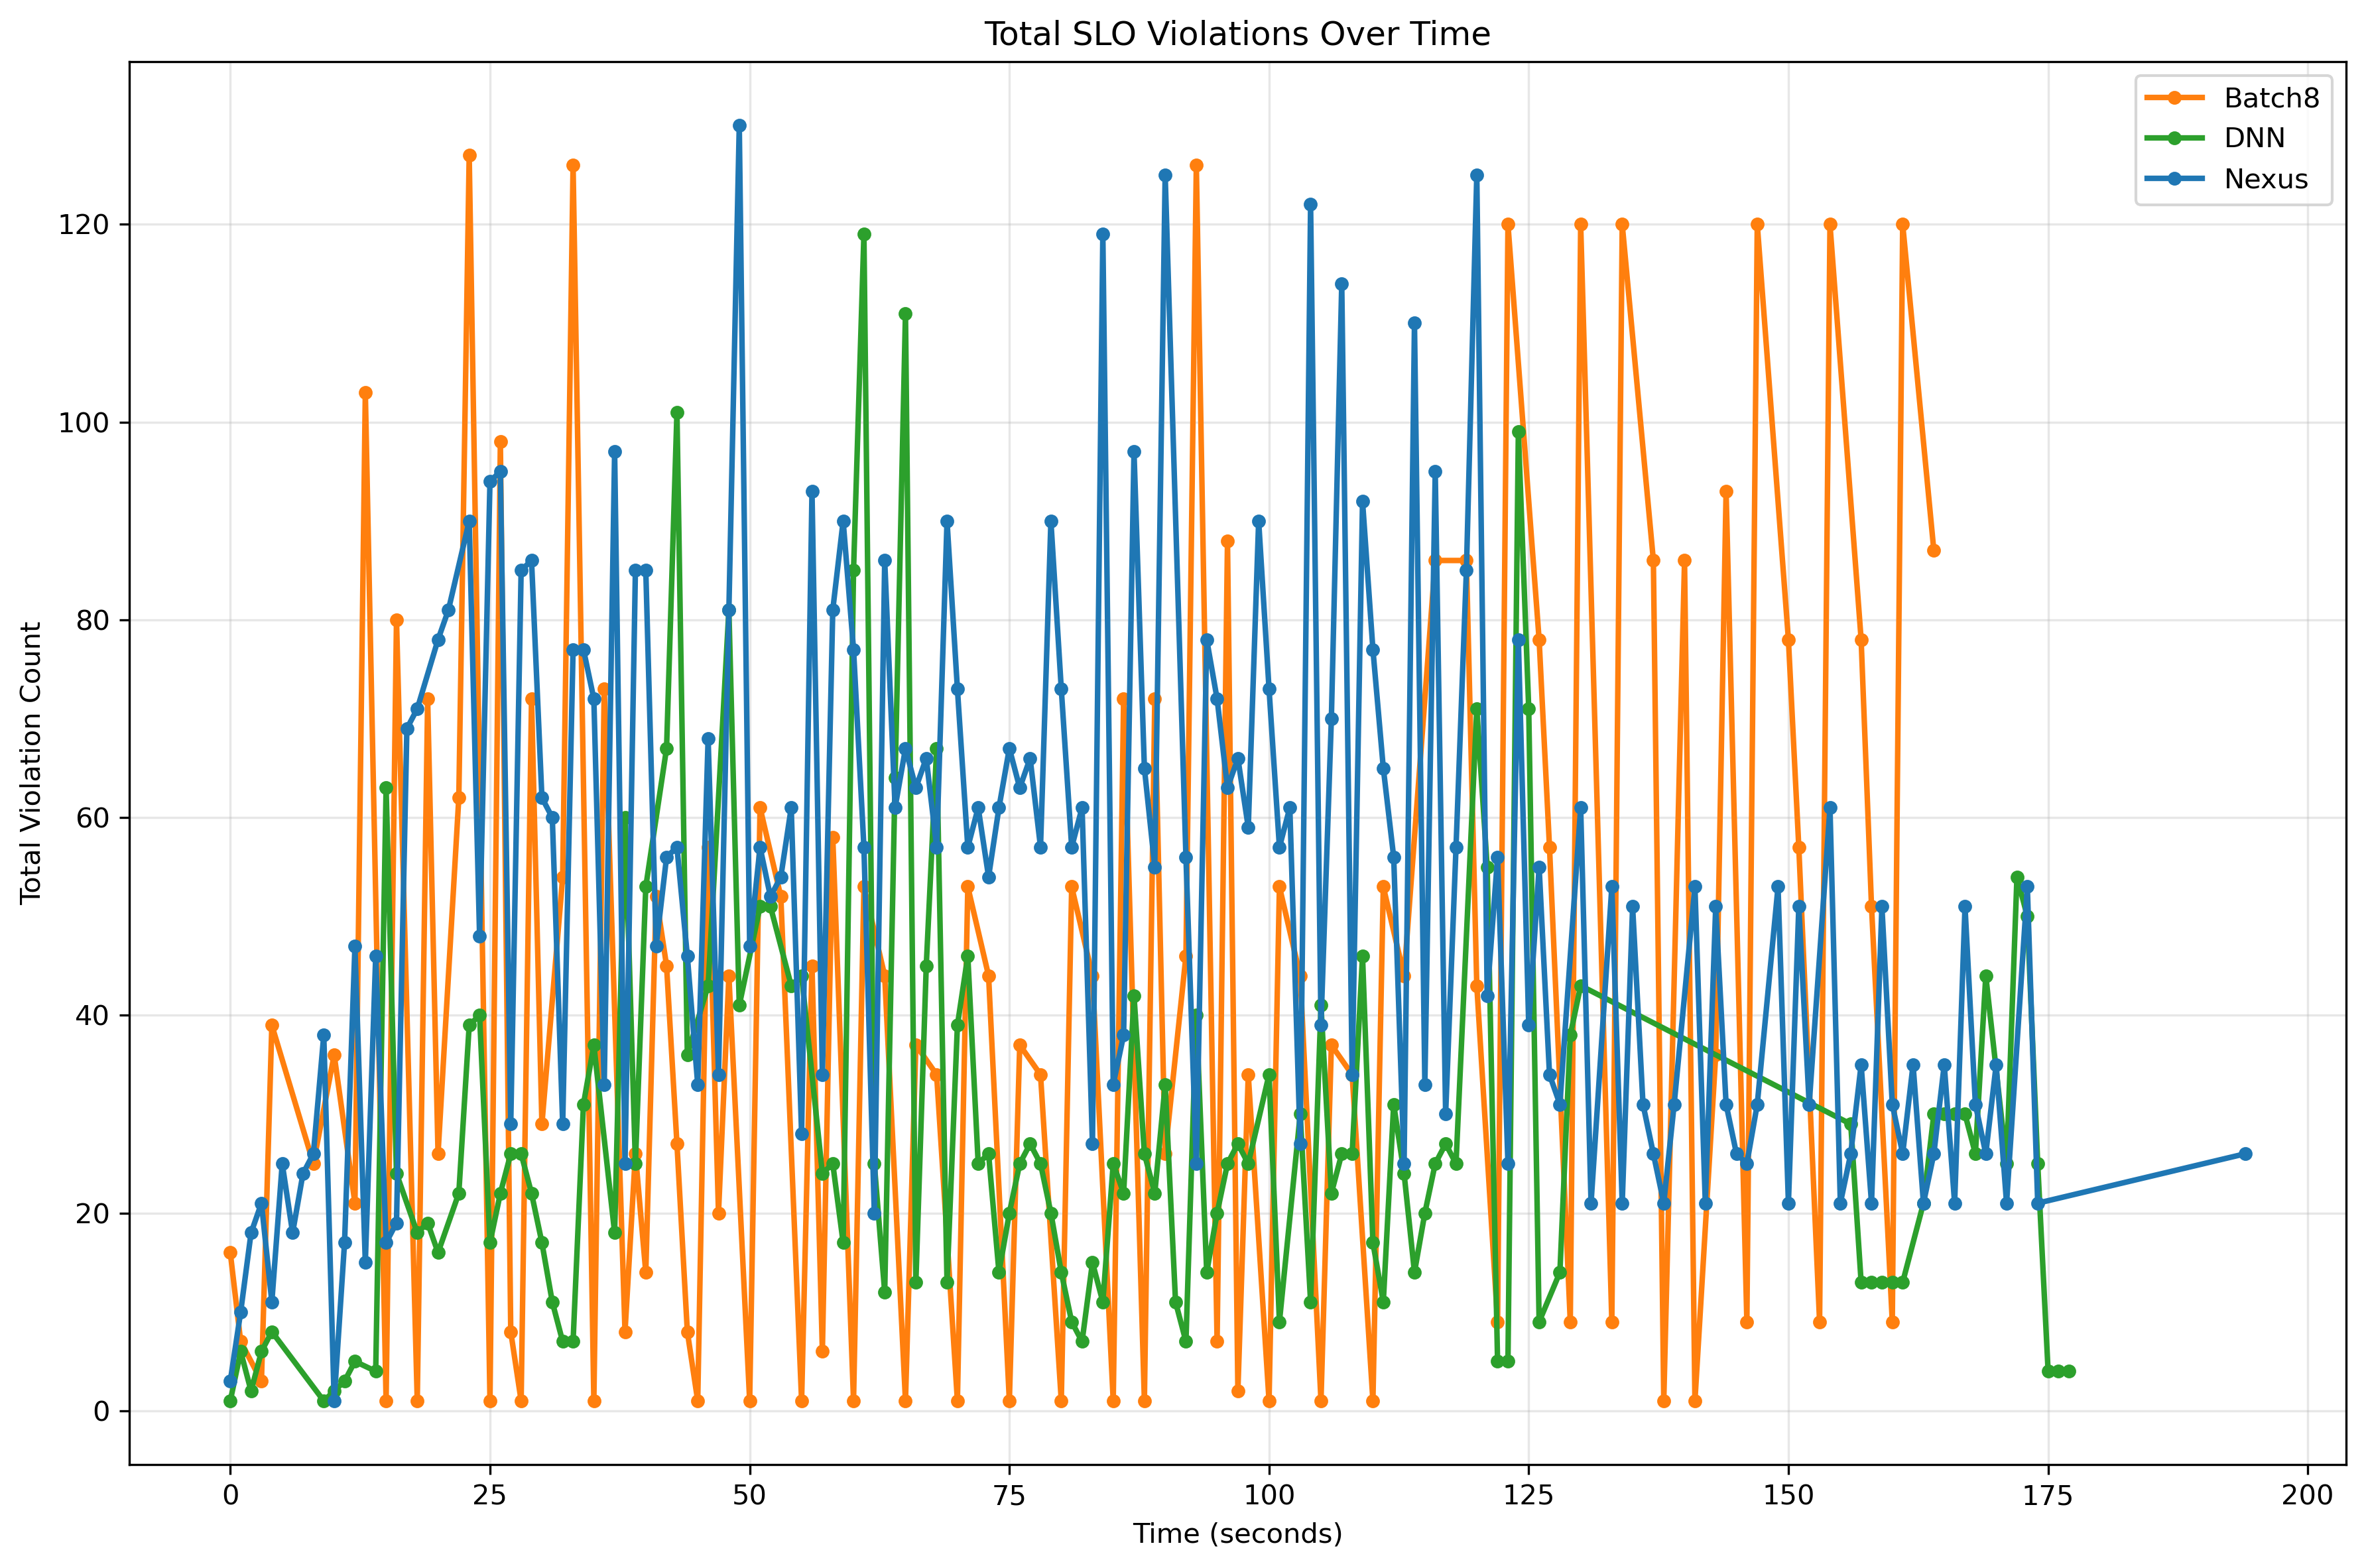 Total SLO Violations Over Time
Batch8
DNN
Nexus
Total Violation Count
120
100
80
60
40
20
0
0 25 50 75 100 125 150 175 200
Time (seconds)